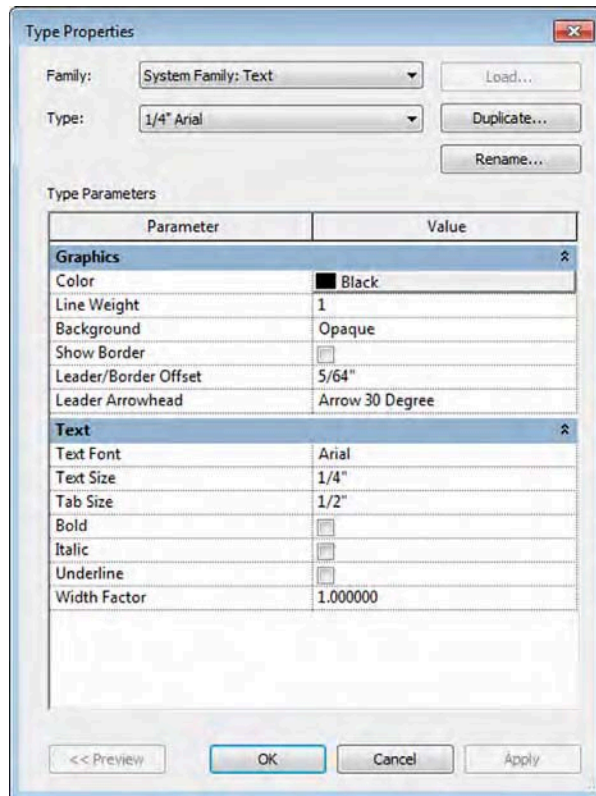 Type Properties
Family: System Family: Text Load...
Type: 1/4" Arial Duplicate...
Rename...
Type Parameters
Parameter Value
Graphics
Color Black
Line Weight 1
Background Opaque
Show Border
Leader/Border Offset 5/64"
Leader Arrowhead Arrow 30 Degree
Text
Text Font Arial
Text Size 1/4"
Tab Size 1/2"
Bold
Italic
Underline
Width Factor 1.000000
<< Preview OK Cancel Apply